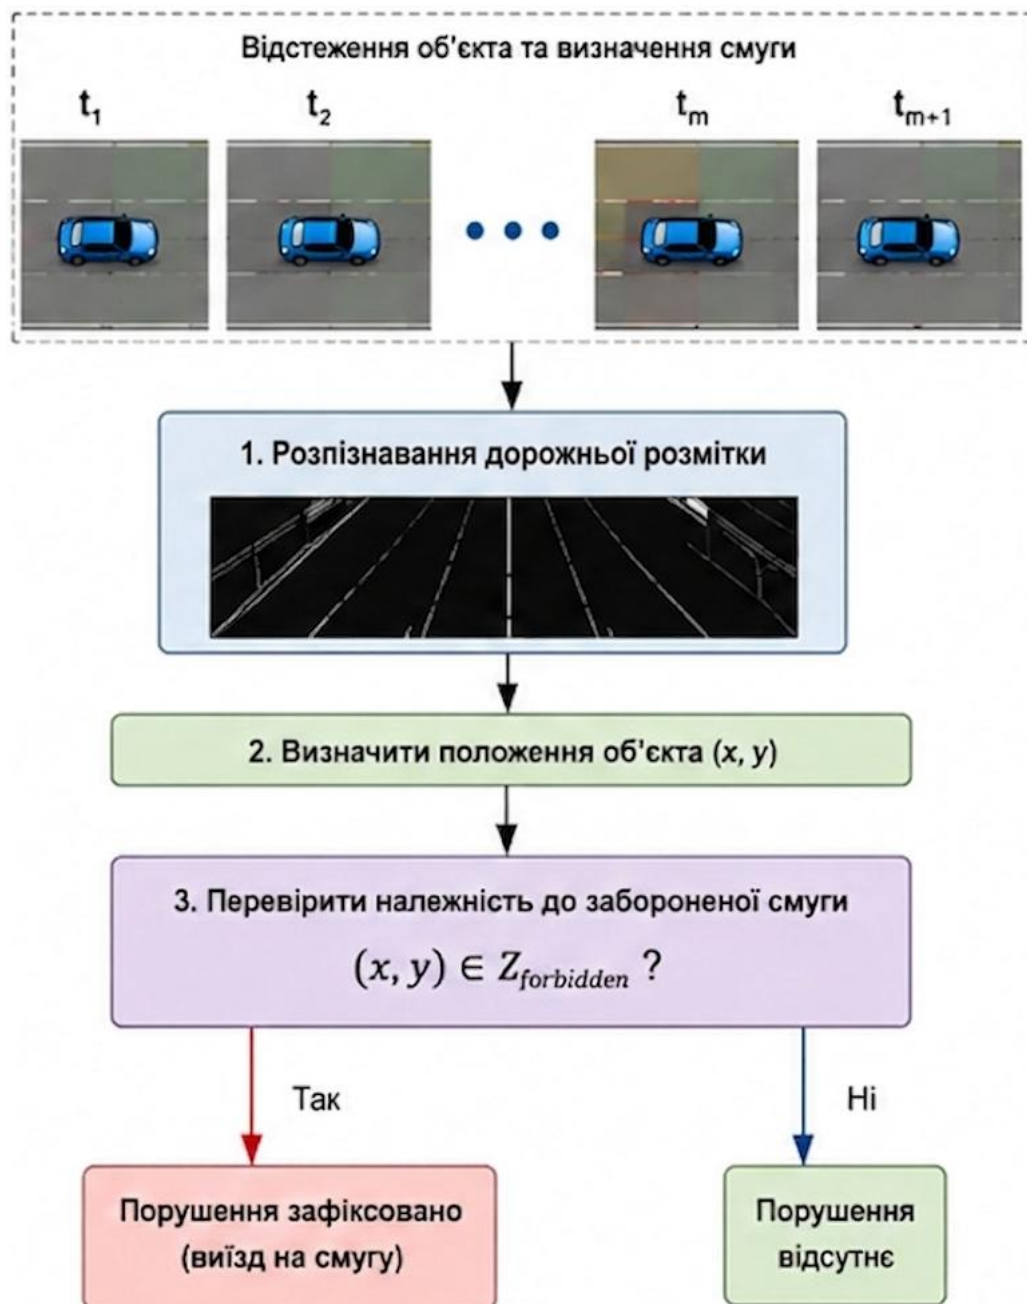 Відстеження об’єкта та визначення смуги
t₁ t₂ tₘ tₘ₊₁
1. Розпізнавання дорожньої розмітки
2. Визначити положення об’єкта (x, y)
3. Перевірити належність до забороненої смуги
(x, y) ∈ Z_forbidden ?
Так Ні
Порушення зафіксовано
(виїзд на смугу)
Порушення
відсутнє